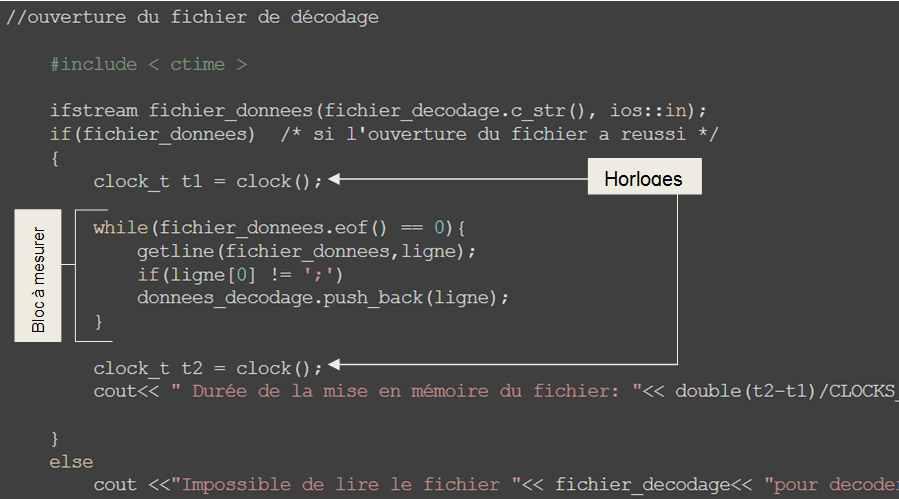 //ouverture du fichier de décodage
#include < ctime >
ifstream fichier_donnees(fichier_decodage.c_str(), ios::in);
if(fichier_donnees)  /* si l'ouverture du fichier a reussi */
{
clock_t t1 = clock();
Horloges
Bloc à mesurer
while(fichier_donnees.eof() == 0){
getline(fichier_donnees,ligne);
if(ligne[0] != ';')
donnees_decodage.push_back(ligne);
}
clock_t t2 = clock();
cout<< " Durée de la mise en mémoire du fichier: "<< double(t2-t1)/CLOCKS_
}
else
cout <<"Impossible de lire le fichier "<< fichier_decodage<< "pour decoder